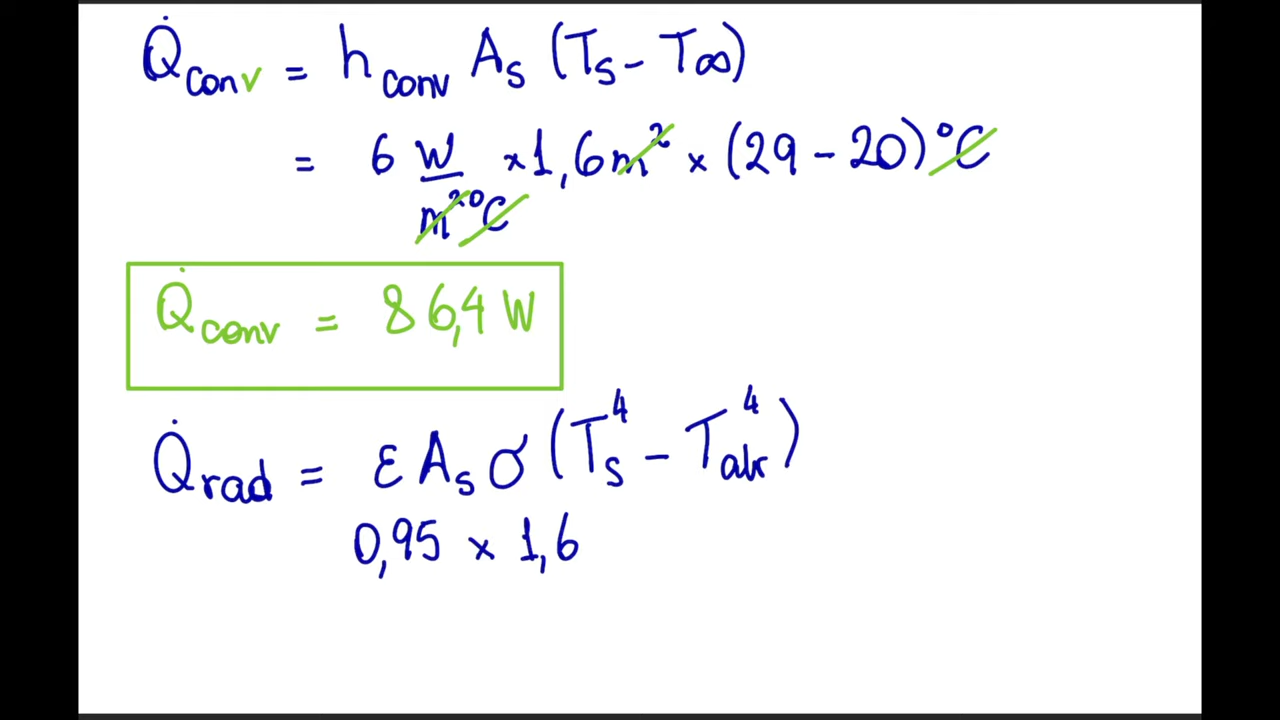 Q̇conv = hconv As (Ts - T∞)
= 6 W/m²°C × 1,6 m² × (29 - 20) °C
Q̇conv = 86,4 W
Q̇rad = ε As σ (Ts⁴ - Talr⁴)
0,95 × 1,6